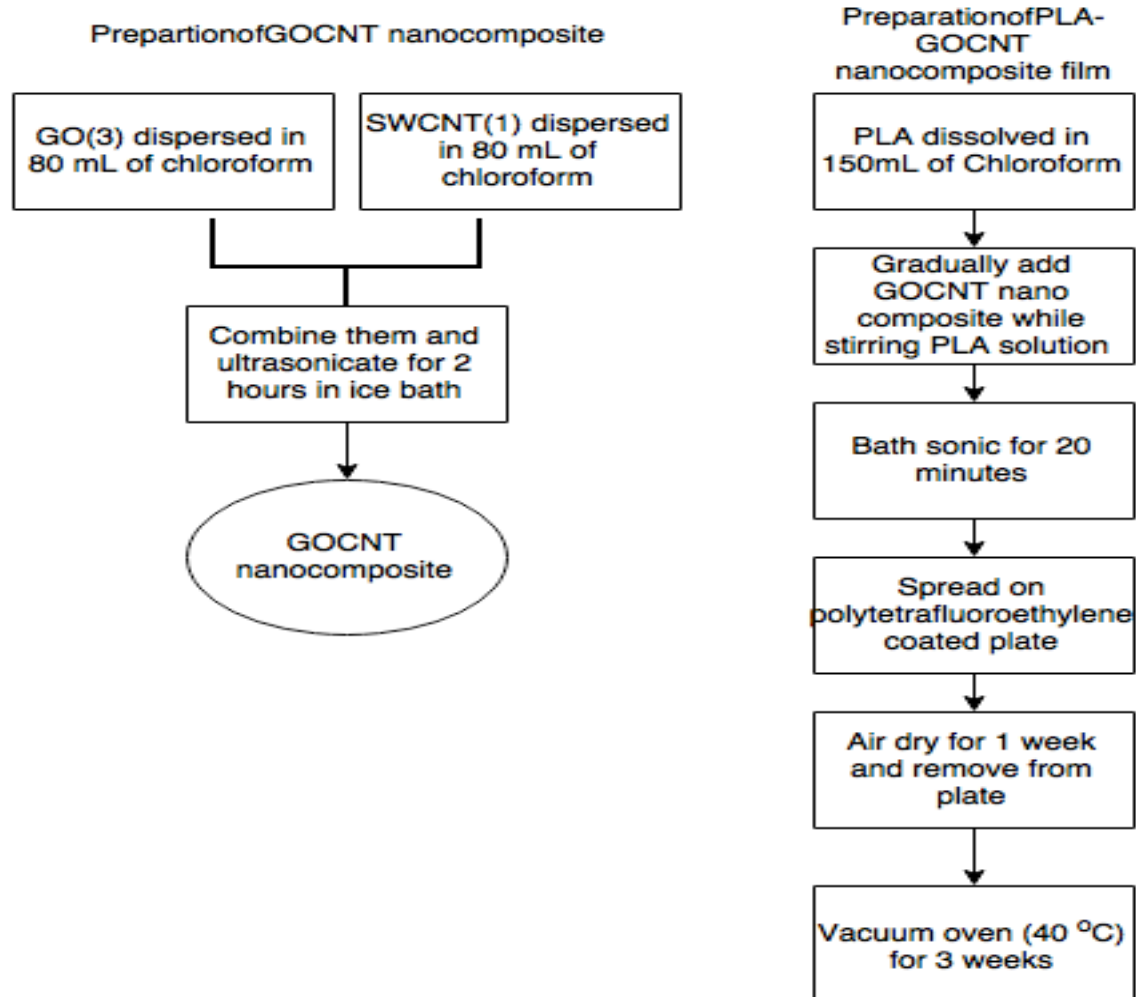 PrepartionofGOCNT nanocomposite
GO(3) dispersed in
80 mL of chloroform
SWCNT(1) dispersed
in 80 mL of
chloroform
Combine them and
ultrasonicate for 2
hours in ice bath
GOCNT
nanocomposite
PreparationofPLA-
GOCNT
nanocomposite film
PLA dissolved in
150mL of Chloroform
Gradually add
GOCNT nano
composite while
stirring PLA solution
Bath sonic for 20
minutes
Spread on
polytetrafluoroethylene
coated plate
Air dry for 1 week
and remove from
plate
Vacuum oven (40 °C)
for 3 weeks